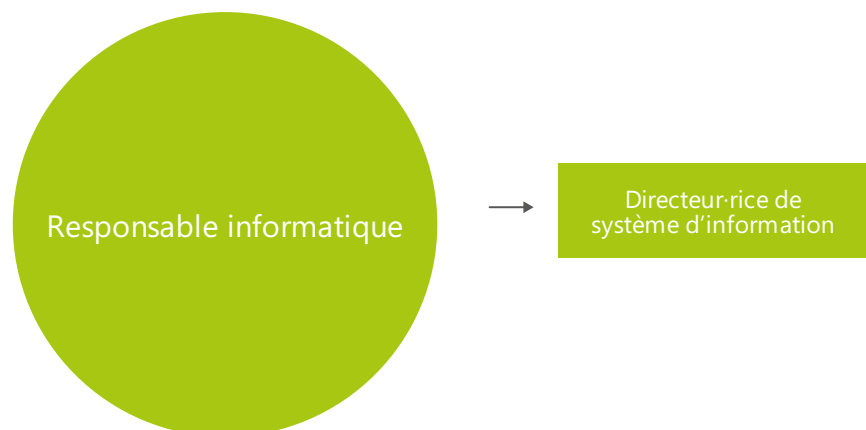 Responsable informatique
Directeur·rice de
système d’information